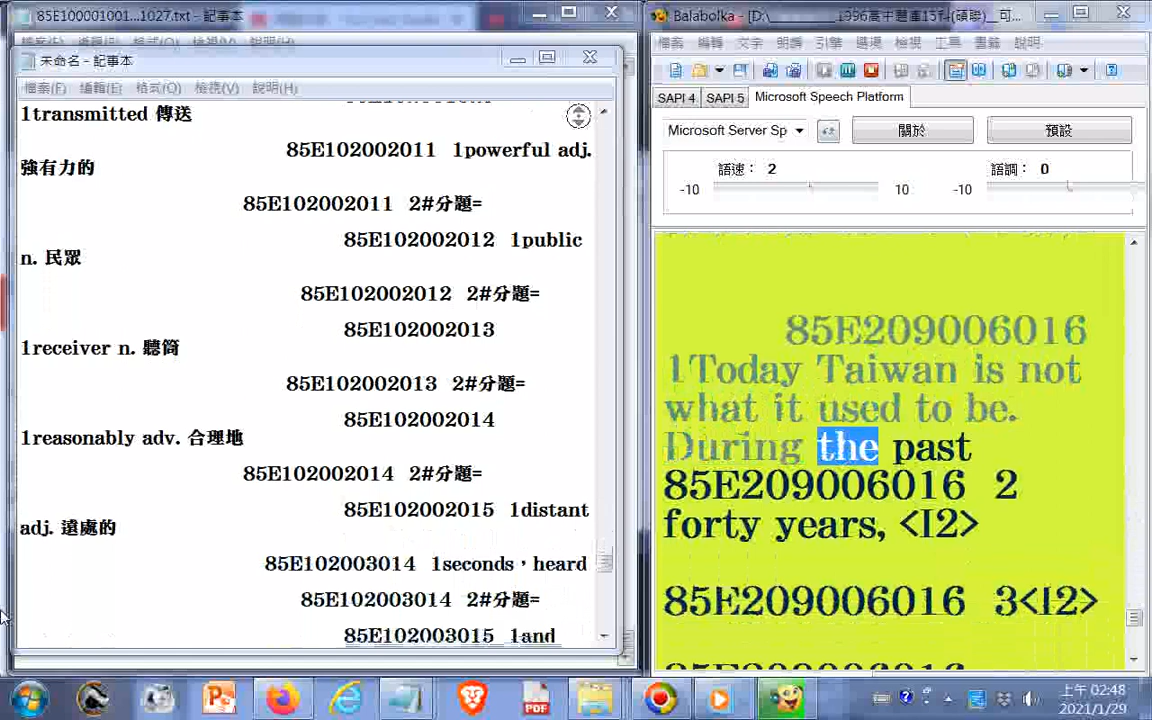 85E100001001...1027.txt - 記事本
未命名 - 記事本
檔案(F) 編輯(E) 格式(O) 檢視(V) 說明(H)
1transmitted 傳送
85E102002011 1powerful adj.
強有力的
85E102002011 2#分題=
85E102002012 1public
n. 民眾
85E102002012 2#分題=
85E102002013
1receiver n. 聽筒
85E102002013 2#分題=
85E102002014
1reasonably adv. 合理地
85E102002014 2#分題=
85E102002015 1distant
adj. 遠處的
85E102003014 1seconds，heard
85E102003014 2#分題=
85E102003015 1and
Balabolka - [D:\
檔案 編輯 文字 朗讀 引擎 選項 檢視 工具 書籤 說明
SAPI 4 SAPI 5 Microsoft Speech Platform
Microsoft Server Sp 關於 預設
語速： 2 語調： 0
-10 10 -10
85E209006016
1Today Taiwan is not
what it used to be.
During the past
85E209006016 2
forty years, <I2>
85E209006016 3<I2>
上午 02:48
2021/1/29